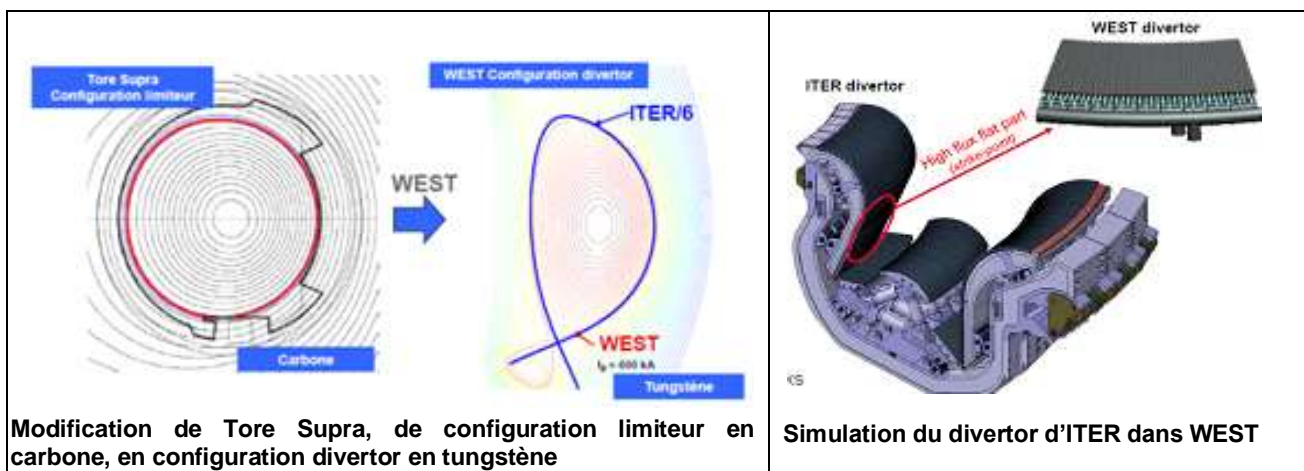 Tore Supra
Configuration limiteur
WEST
Carbone
WEST Configuration divertor
ITER/6
WEST
Tungstène
Modification de Tore Supra, de configuration limiteur en
carbone, en configuration divertor en tungstène
WEST divertor
ITER divertor
High flux flat part
(strike-point)
Simulation du divertor d'ITER dans WEST